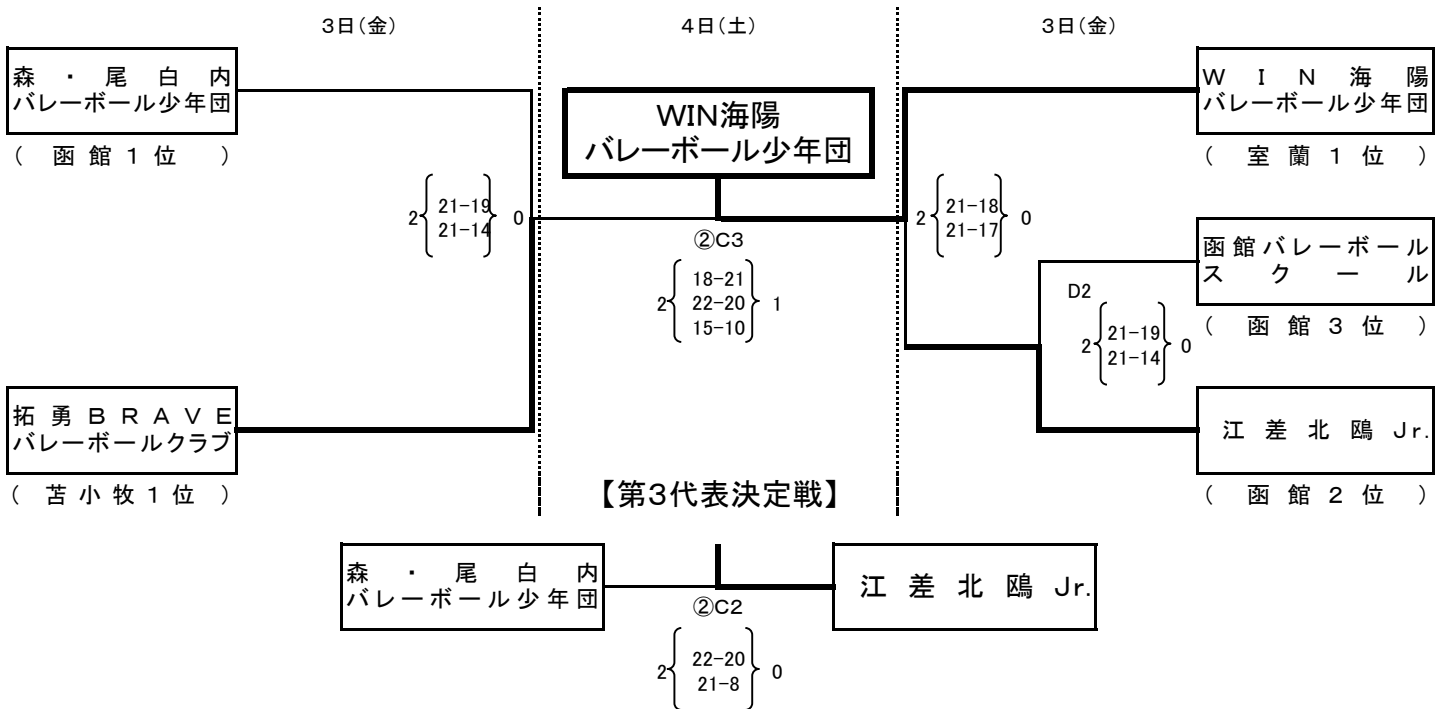 3日(金)
4日(土)
3日(金)
森・尾白内
バレーボール少年団
(函館1位)
WIN海陽
バレーボール少年団
WIN海陽
バレーボール少年団
(室蘭1位)
2 21-19 0
21-14
2 21-18 0
21-17
②C3
18-21
2 22-20 1
15-10
函館バレーボール
スクール
(函館3位)
D2
2 21-19 0
21-14
拓勇BRAVE
バレーボールクラブ
(苫小牧1位)
江差北鴎Jr.
(函館2位)
【第3代表決定戦】
森・尾白内
バレーボール少年団
江差北鴎Jr.
②C2
2 22-20 0
21-8